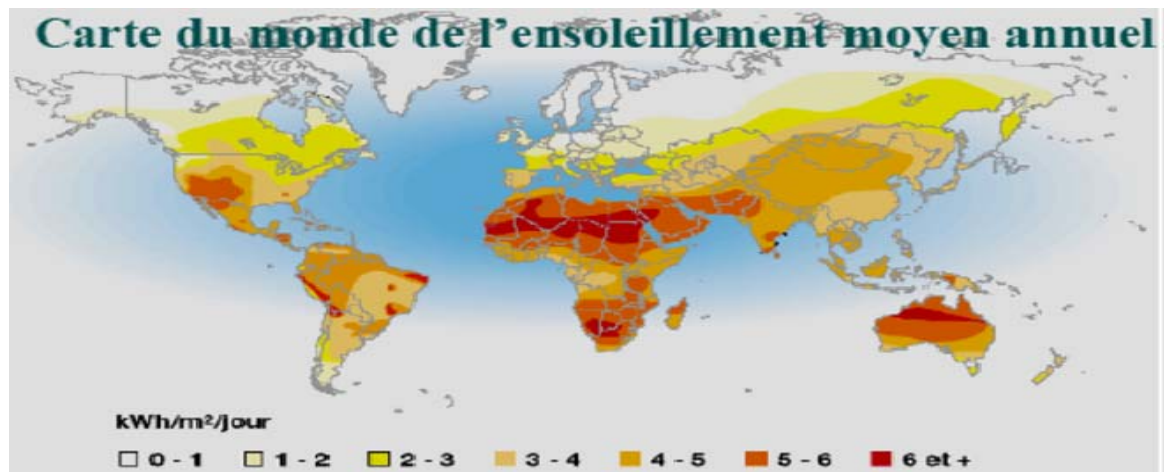 Carte du monde de l'ensoleillement moyen annuel
kWh/m²/jour
0 - 1 1 - 2 2 - 3 3 - 4 4 - 5 5 - 6 6 et +